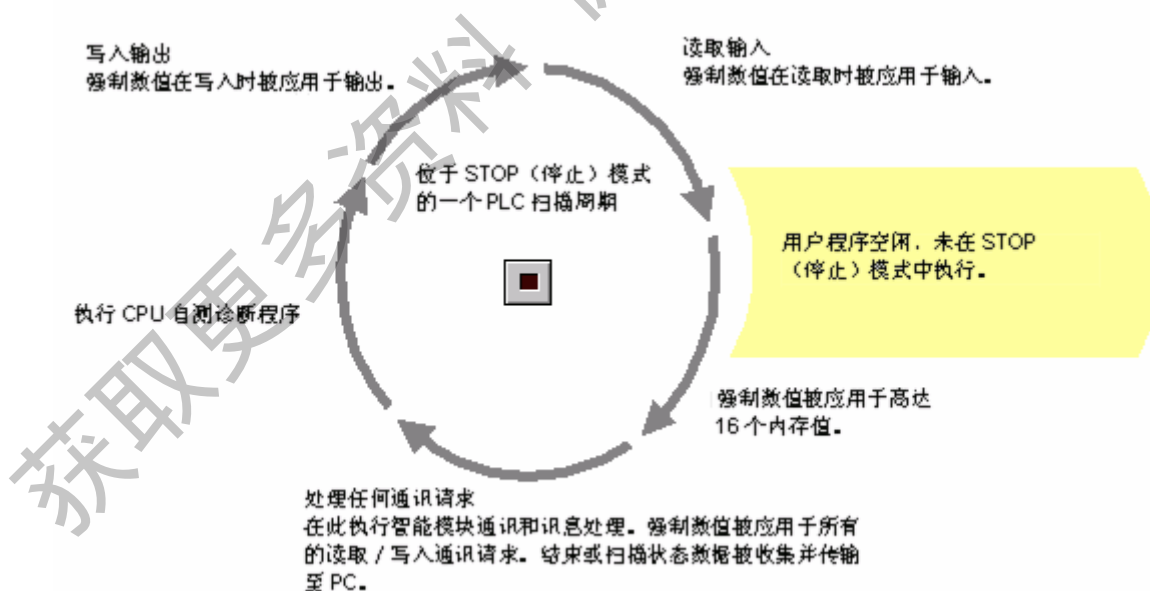 写入输出
强制数值在写入时被应用于输出。
读取输入
强制数值在读取时被应用于输入。
位于 STOP（停止）模式
的一个 PLC 扫描周期
用户程序空闲，未在 STOP
（停止）模式中执行。
执行 CPU 自测诊断程序
强制数值被应用于高达
16 个内存值。
处理任何通讯请求
在此执行智能模块通讯和讯息处理。强制数值被应用于所有
的读取 / 写入通讯请求。结束或扫描状态数据被收集并传输
至 PC。
获取更多资料